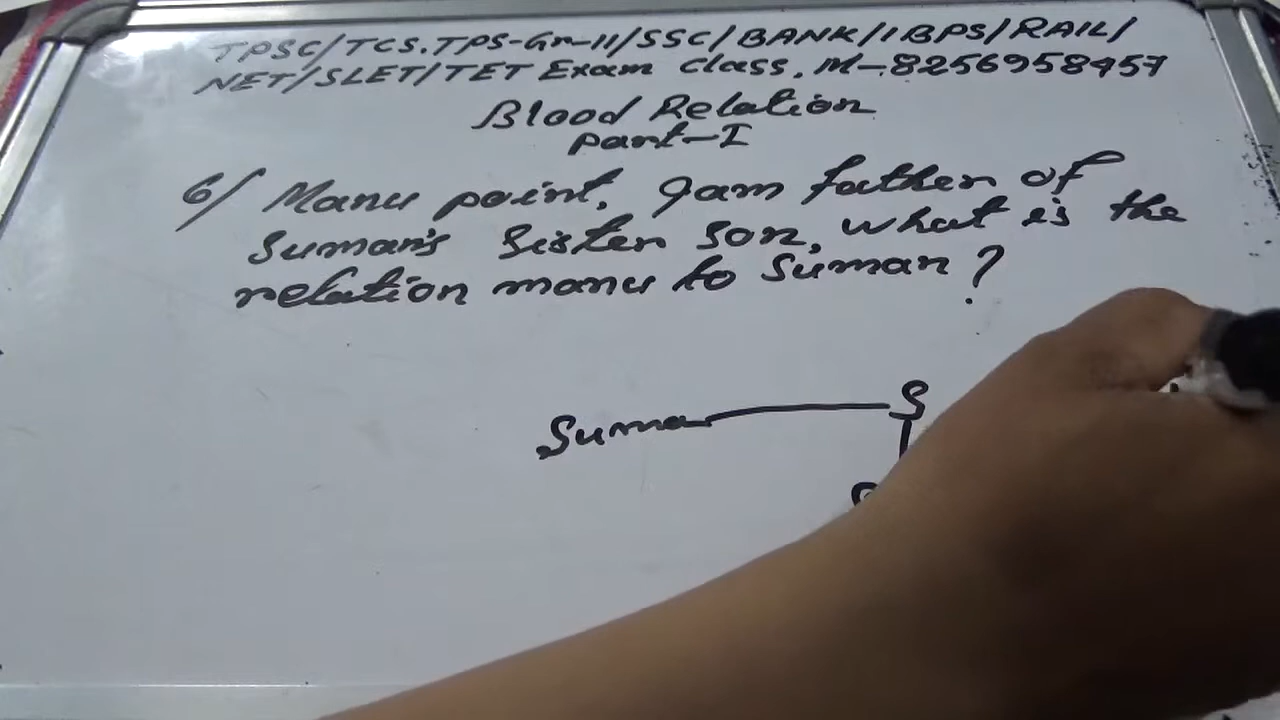 TPSC/TCS.TPS-Gr-II/SSC/BANK/IBPS/RAIL/
NET/SLET/TET Exam Class. M-8256958457
Blood Relation
Part-I
6/ Manu point, I am father of
Suman's Sister Son, what is the
relation manu to Suman?
Suman S